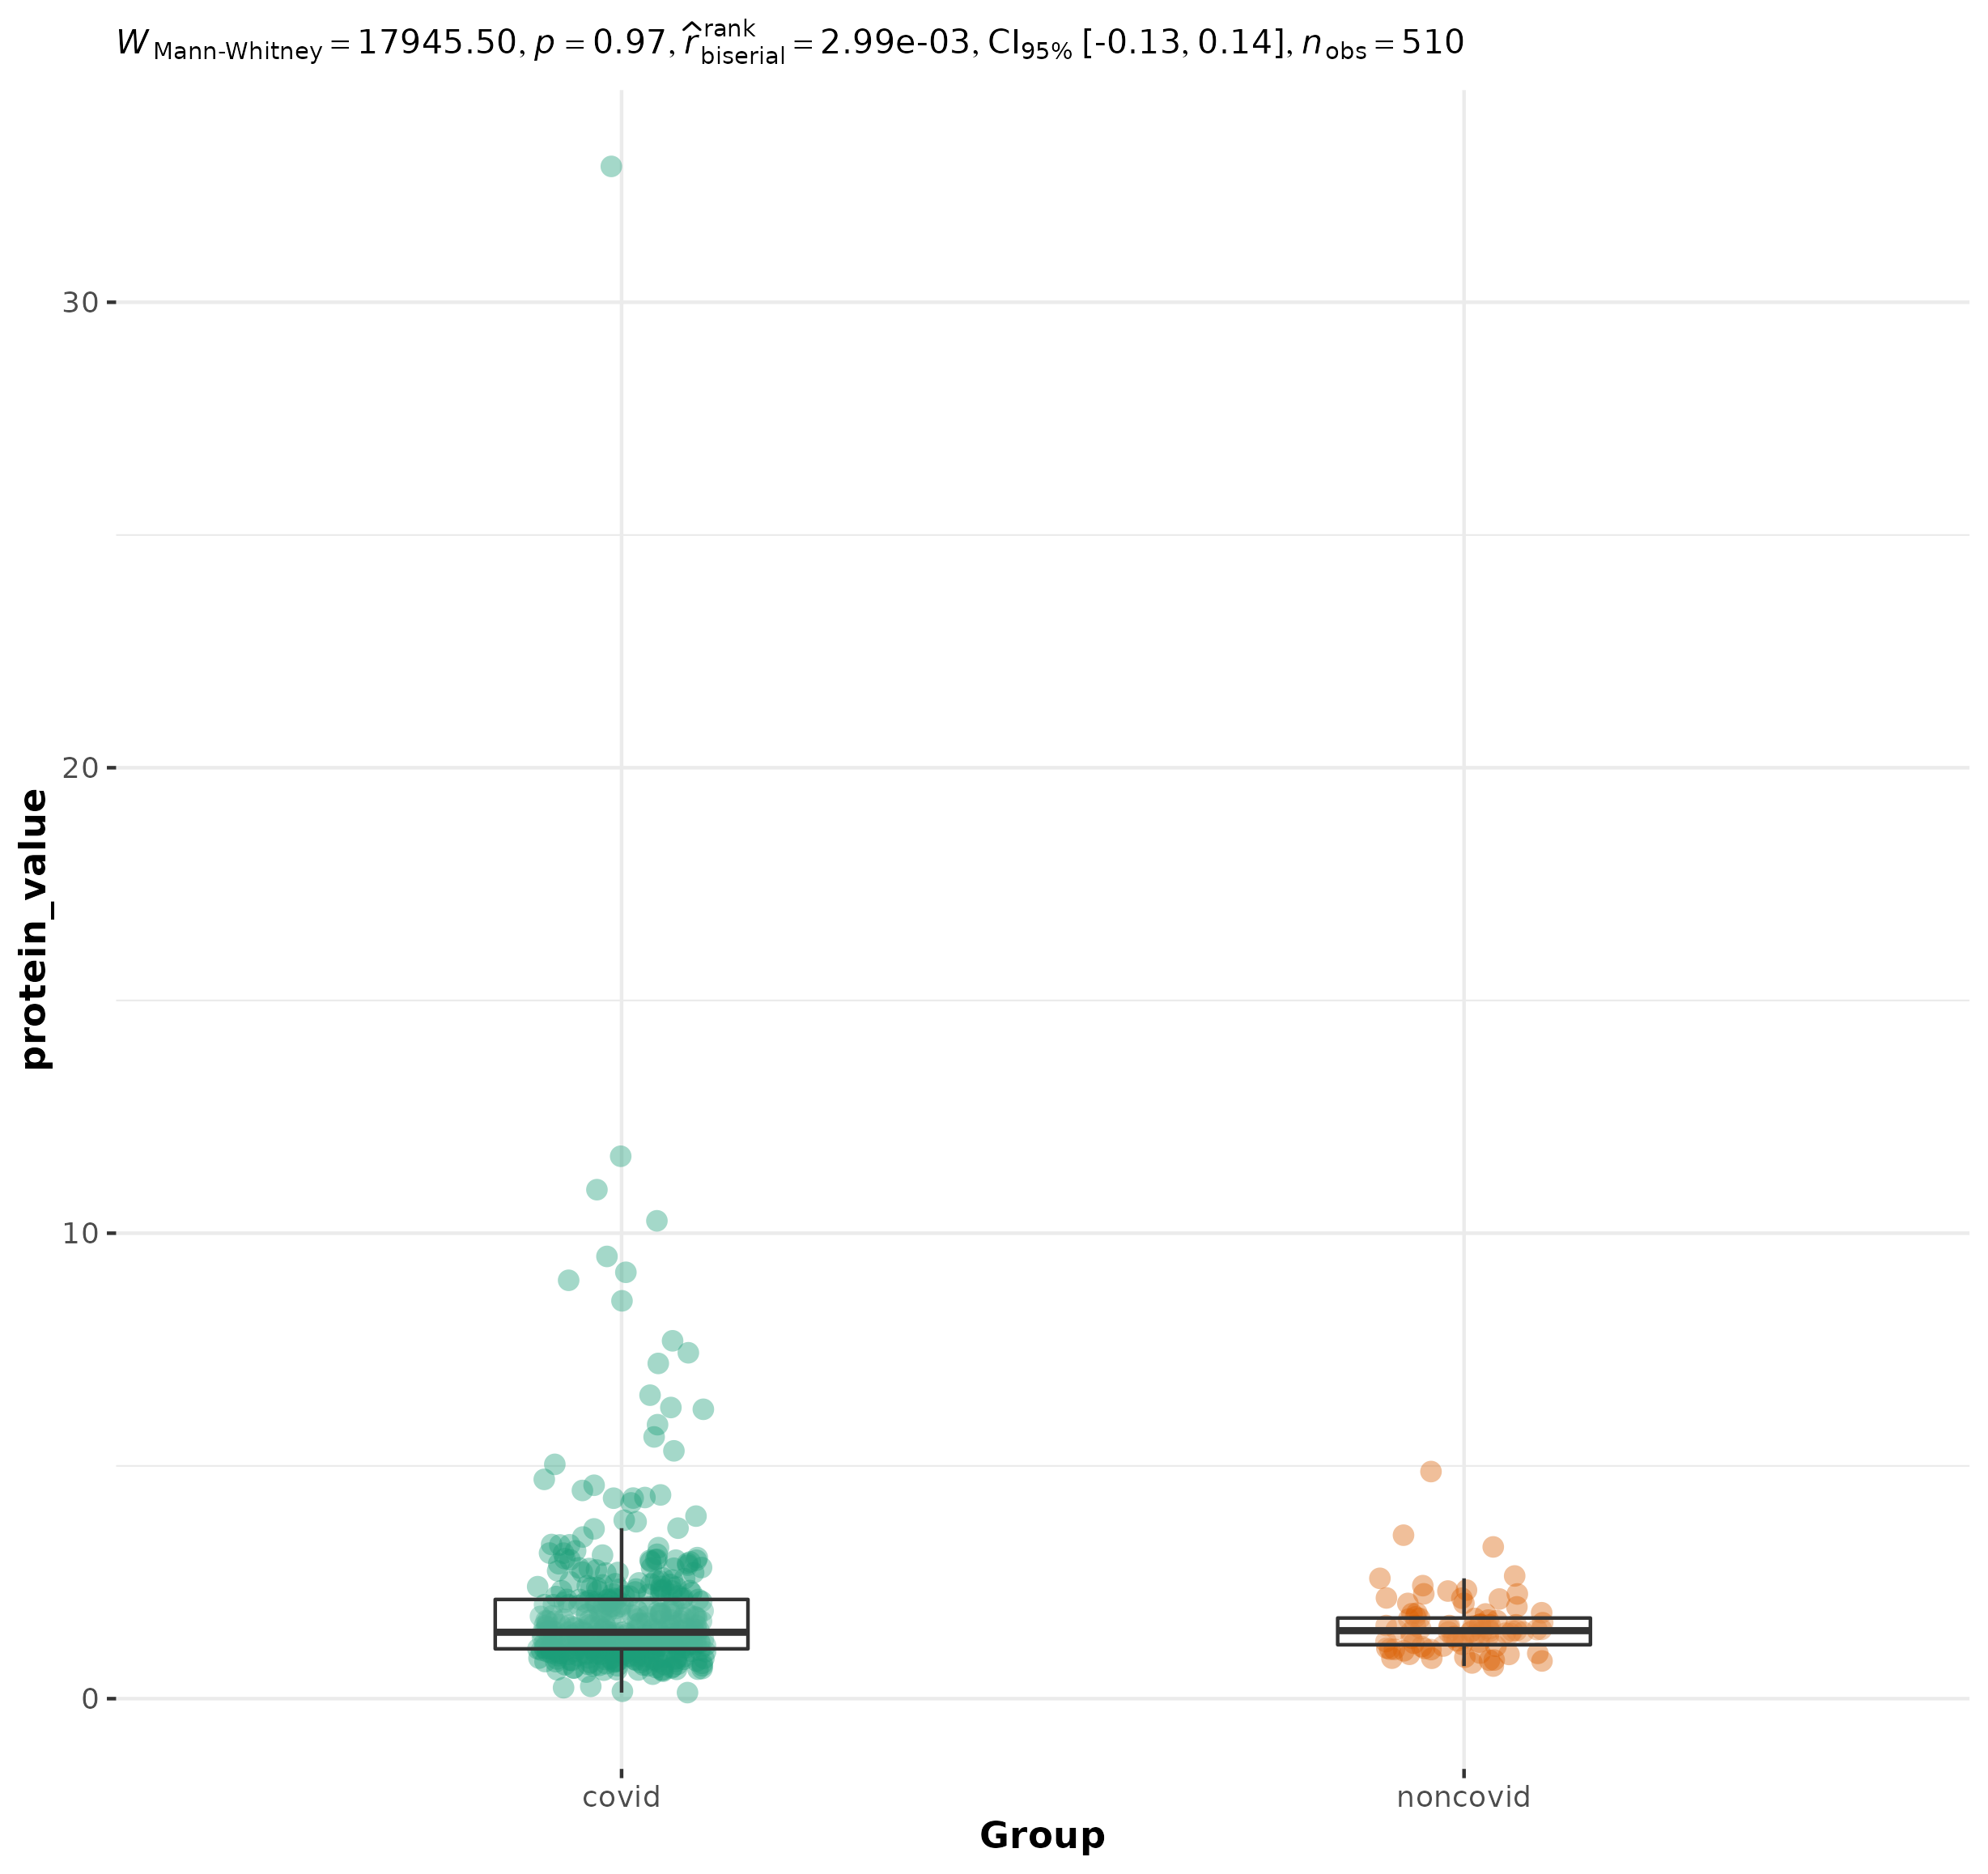 W Mann-Whitney = 17945.50, p = 0.97, r̂ rank biserial = 2.99e-03, CI95% [-0.13, 0.14], nobs = 510
30
20
10
0
protein_value
covid noncovid
Group